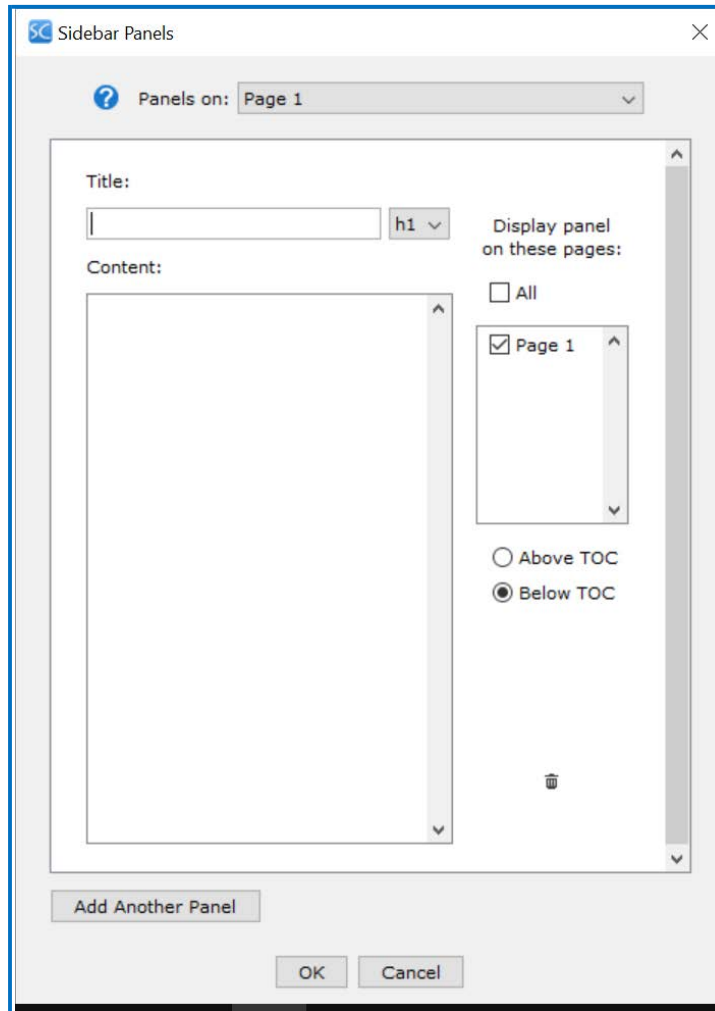 SC Sidebar Panels
? Panels on: Page 1
Title:
h1
Content:
Display panel
on these pages:
All
Page 1
Above TOC
Below TOC
Add Another Panel
OK Cancel